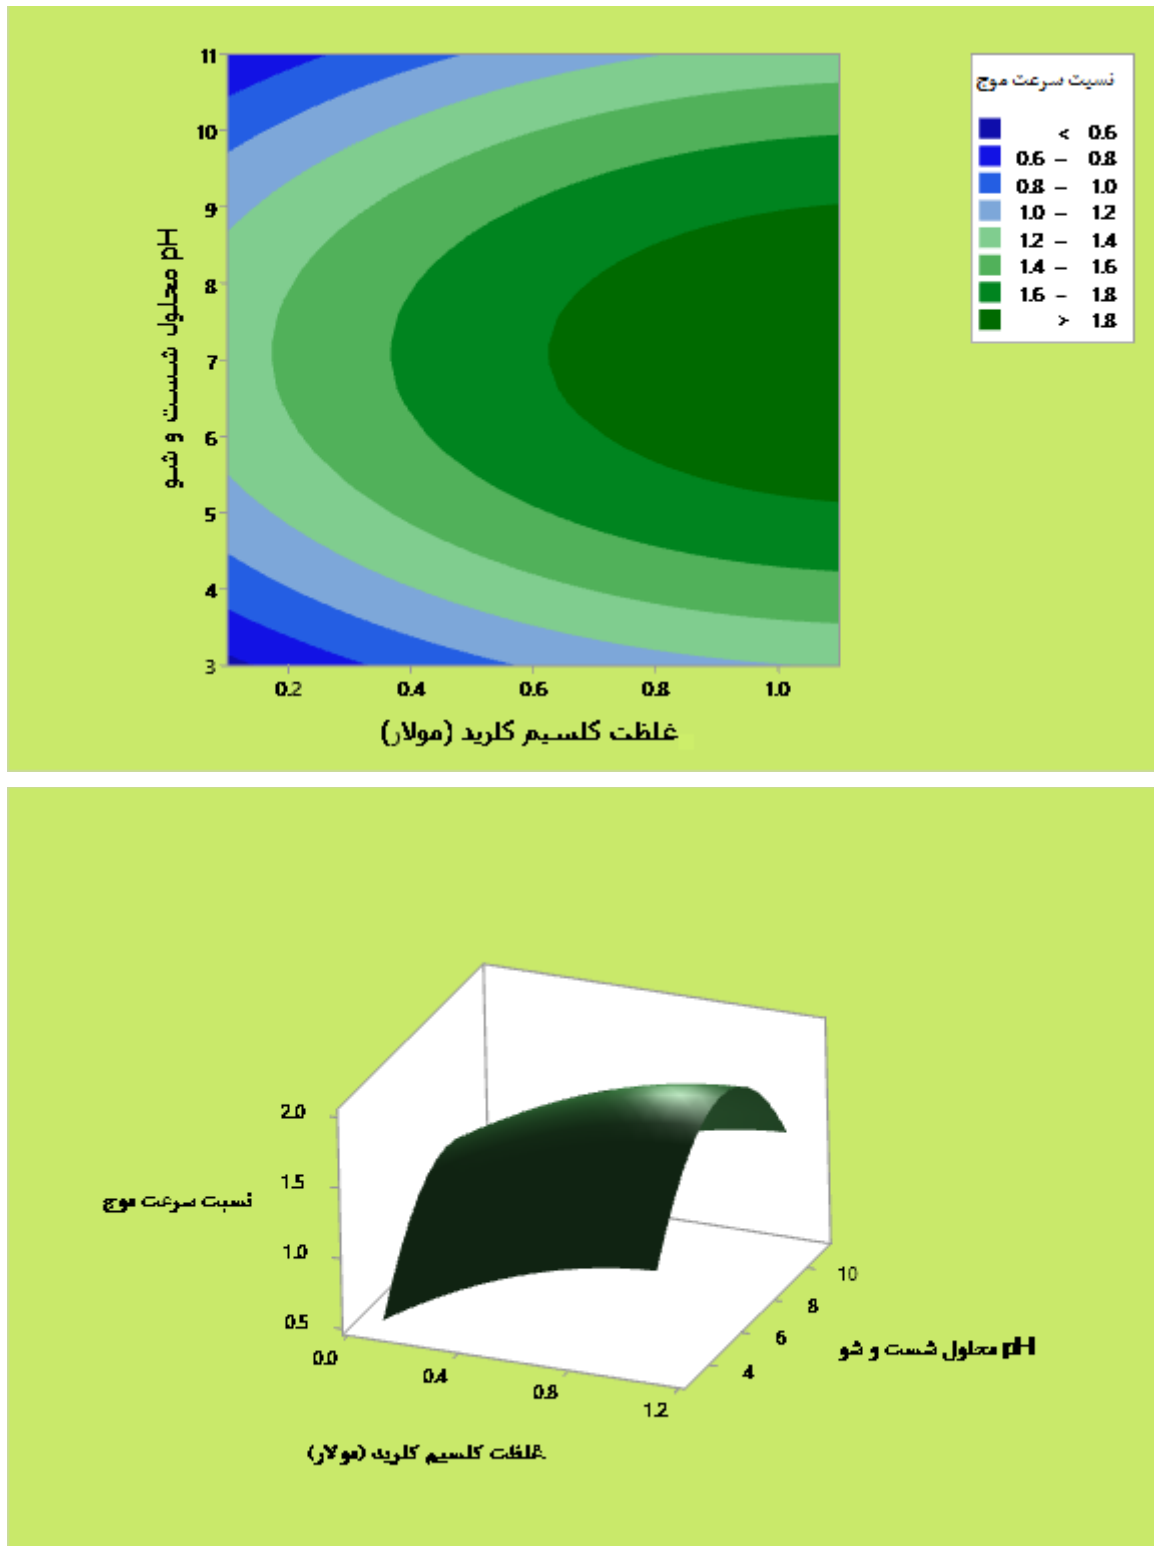 نسبت سرعت موج
< 0.6
0.6 – 0.8
0.8 – 1.0
1.0 – 1.2
1.2 – 1.4
1.4 – 1.6
1.6 – 1.8
> 1.8
11
10
9
8
7
6
5
4
3
pH محلول شست و شو
0.2 0.4 0.6 0.8 1.0
غلظت کلسیم کلرید (مولار)
2.0
1.5
1.0
0.5
نسبت سرعت موج
0.0 0.4 0.8 1.2
10
8
6
4
pH محلول شست و شو
غلظت کلسیم کلرید (مولار)